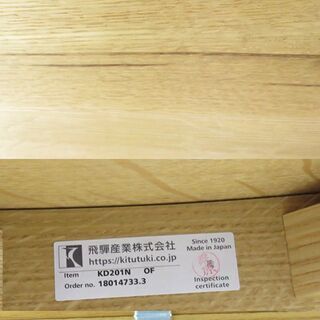 飛騨産業株式会社
https://kitutuki.co.jp
Since 1920
Made in Japan
Item KD201N OF
Order no. 18014733.3
Inspection
certificate